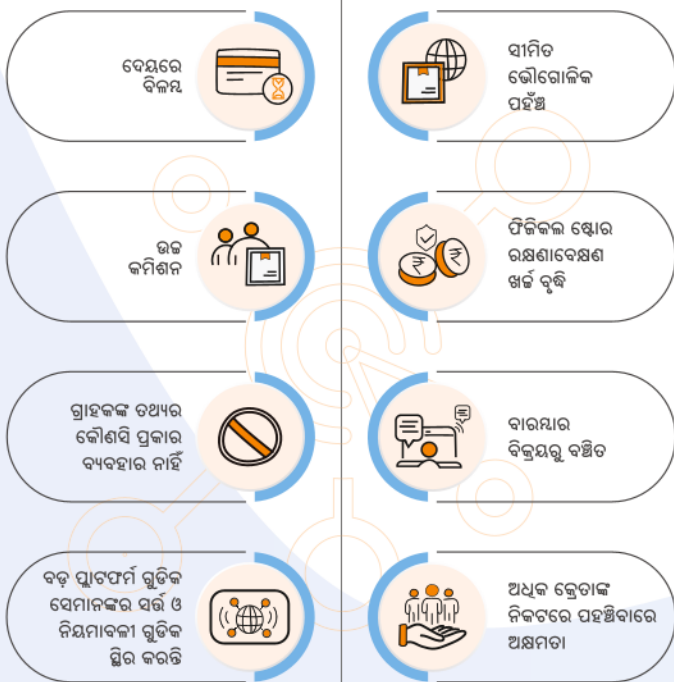 ଦେୟରେ
ବିଳମ୍ବ
ଉଚ୍ଚ
କମିଶନ
ଗ୍ରାହକଙ୍କ ତଥ୍ୟର
କୌଣସି ପ୍ରକାର
ବ୍ୟବହାର ନାହିଁ
ବଡ଼ ପ୍ଲାଟଫର୍ମ ଗୁଡିକ
ସେମାନଙ୍କର ସର୍ତ୍ତ ଓ
ନିୟମାବଳୀ ଗୁଡିକ
ସ୍ଥିର କରନ୍ତି
ସୀମିତ
ଭୌଗୋଳିକ
ପହଁଞ୍ଚ
ଫିଜିକଲ ଷ୍ଟୋର
ରକ୍ଷଣାବେକ୍ଷଣ
ଖର୍ଚ୍ଚ ବୃଦ୍ଧି
ବାରମ୍ବାର
ବିକ୍ରୟରୁ ବଞ୍ଚିତ
ଅଧିକ କ୍ରେତାଙ୍କ
ନିକଟରେ ପହଞ୍ଚିବାରେ
ଅକ୍ଷମତା